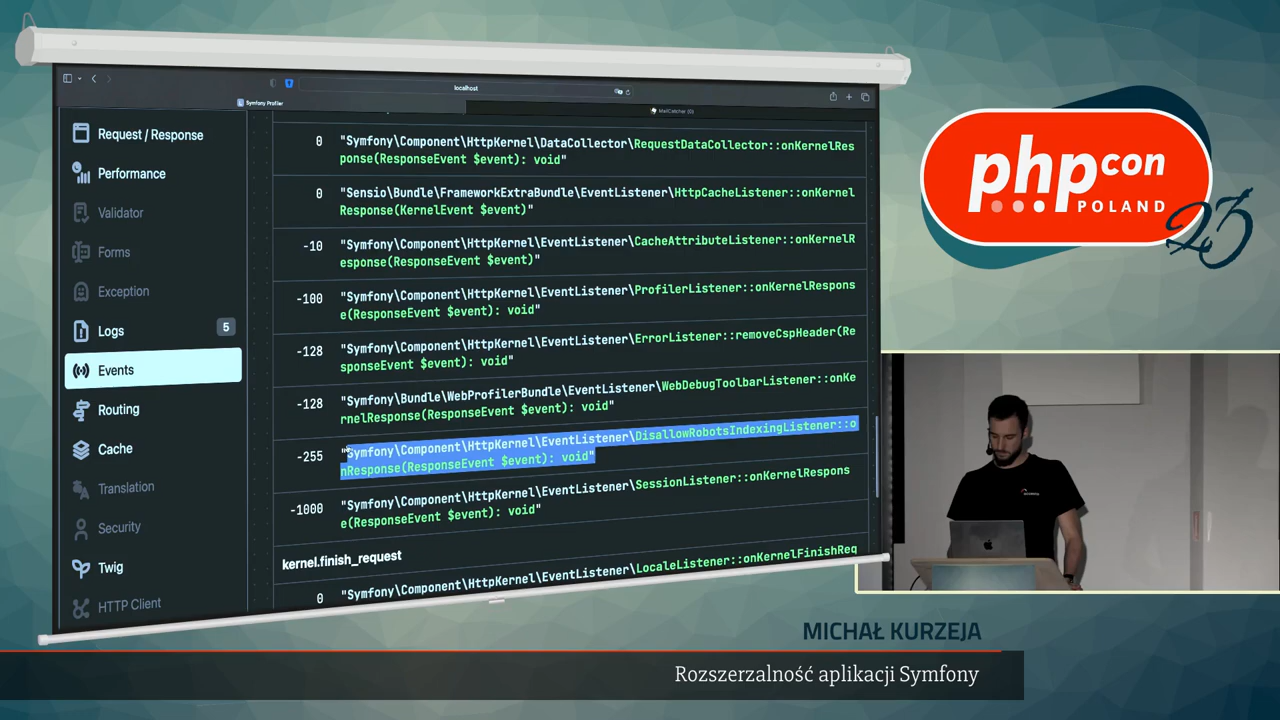 localhost
Symfony Profiler
MailCatcher (0)
Request / Response
Performance
Validator
Forms
Exception
Logs
5
Events
Routing
Cache
Translation
Security
Twig
HTTP Client
0
"Symfony\Component\HttpKernel\DataCollector\RequestDataCollector::onKernelRes
ponse(ResponseEvent $event): void"
0
"Sensio\Bundle\FrameworkExtraBundle\EventListener\HttpCacheListener::onKernel
Response(KernelEvent $event)"
-10
"Symfony\Component\HttpKernel\EventListener\CacheAttributeListener::onKernelR
esponse(ResponseEvent $event)"
-100
"Symfony\Component\HttpKernel\EventListener\ProfilerListener::onKernelRespons
e(ResponseEvent $event): void"
-128
"Symfony\Component\HttpKernel\EventListener\ErrorListener::removeCspHeader(Re
sponseEvent $event): void"
-128
"Symfony\Bundle\WebProfilerBundle\EventListener\WebDebugToolbarListener::onKe
rnelResponse(ResponseEvent $event): void"
-255
"Symfony\Component\HttpKernel\EventListener\DisallowRobotsIndexingListener::o
nResponse(ResponseEvent $event): void"
-1000
"Symfony\Component\HttpKernel\EventListener\SessionListener::onKernelRespons
e(ResponseEvent $event): void"
kernel.finish_request
0
"Symfony\Component\HttpKernel\EventListener\LocaleListener::onKernelFinishReq
phpcon
POLAND
23
MICHAŁ KURZEJA
Rozszerzalność aplikacji Symfony